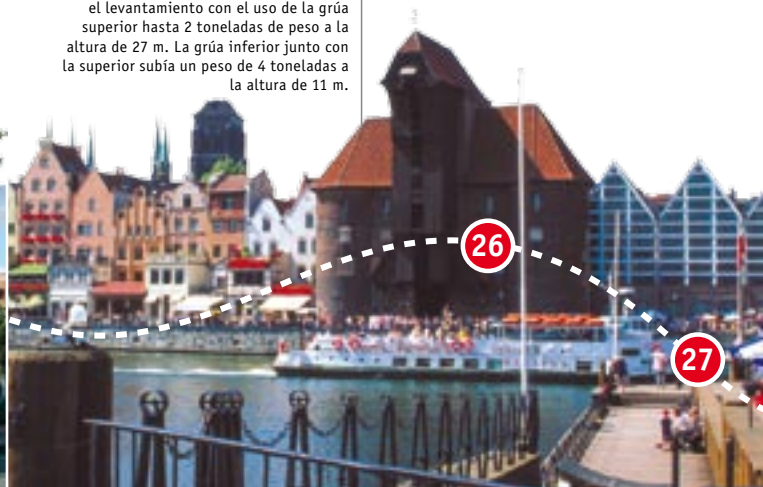 el levantamiento con el uso de la grúa
superior hasta 2 toneladas de peso a la
altura de 27 m. La grúa inferior junto con
la superior subía un peso de 4 toneladas a
la altura de 11 m.
26
27